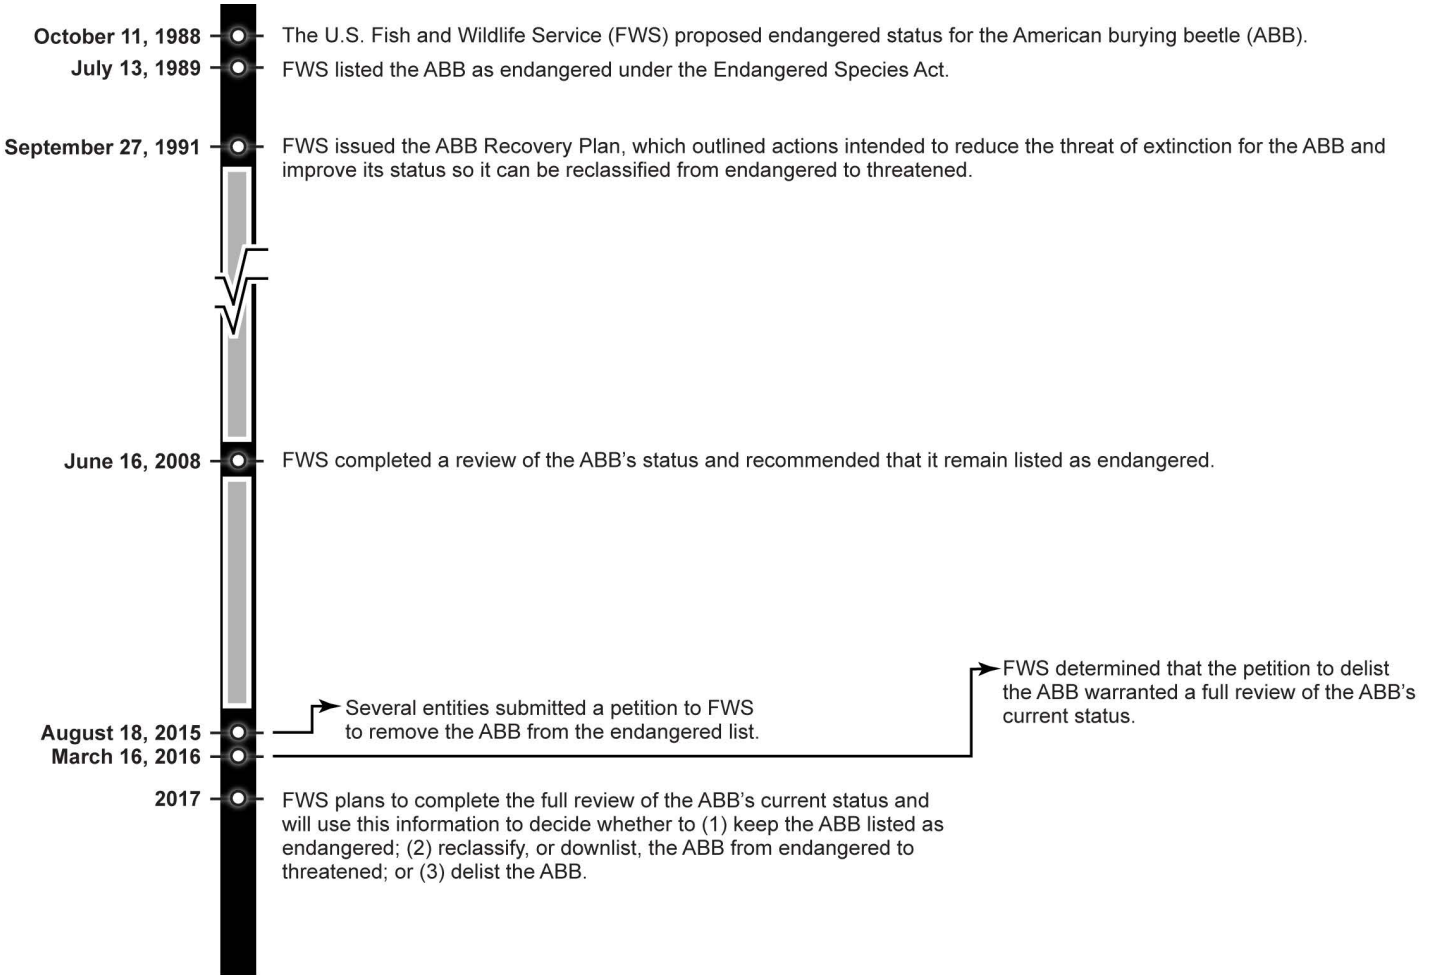 October 11, 1988 The U.S. Fish and Wildlife Service (FWS) proposed endangered status for the American burying beetle (ABB).
July 13, 1989 FWS listed the ABB as endangered under the Endangered Species Act.
September 27, 1991 FWS issued the ABB Recovery Plan, which outlined actions intended to reduce the threat of extinction for the ABB and
improve its status so it can be reclassified from endangered to threatened.
June 16, 2008 FWS completed a review of the ABB’s status and recommended that it remain listed as endangered.
August 18, 2015
Several entities submitted a petition to FWS
to remove the ABB from the endangered list.
March 16, 2016
FWS determined that the petition to delist
the ABB warranted a full review of the ABB’s
current status.
2017 FWS plans to complete the full review of the ABB’s current status and
will use this information to decide whether to (1) keep the ABB listed as
endangered; (2) reclassify, or downlist, the ABB from endangered to
threatened; or (3) delist the ABB.